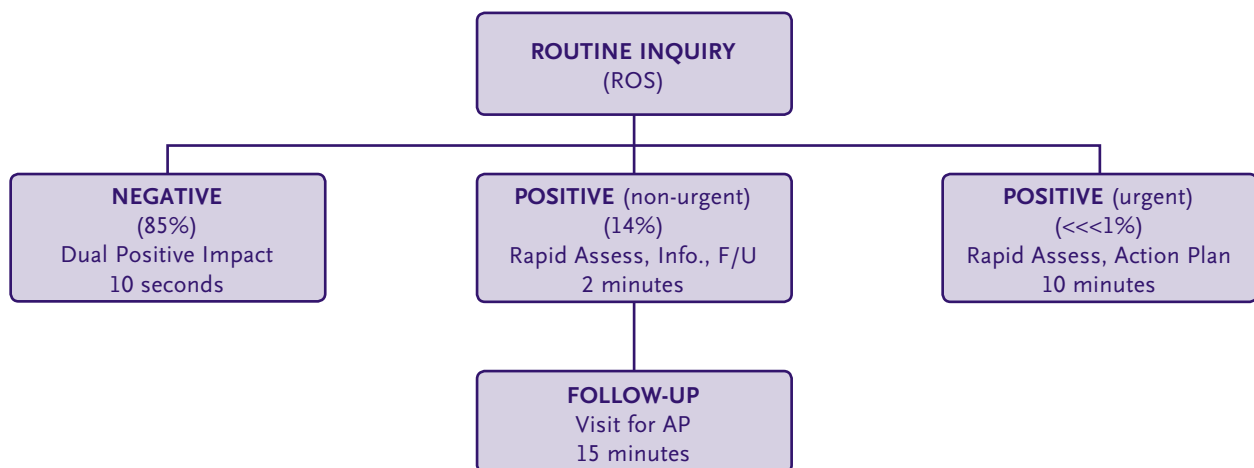 ROUTINE INQUIRY
(ROS)
NEGATIVE
(85%)
Dual Positive Impact
10 seconds
POSITIVE (non-urgent)
(14%)
Rapid Assess, Info., F/U
2 minutes
POSITIVE (urgent)
(<<<1%)
Rapid Assess, Action Plan
10 minutes
FOLLOW-UP
Visit for AP
15 minutes